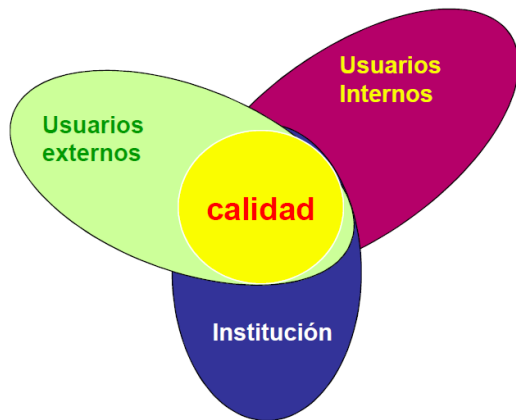 Usuarios
Internos
Usuarios
externos
calidad
Institución